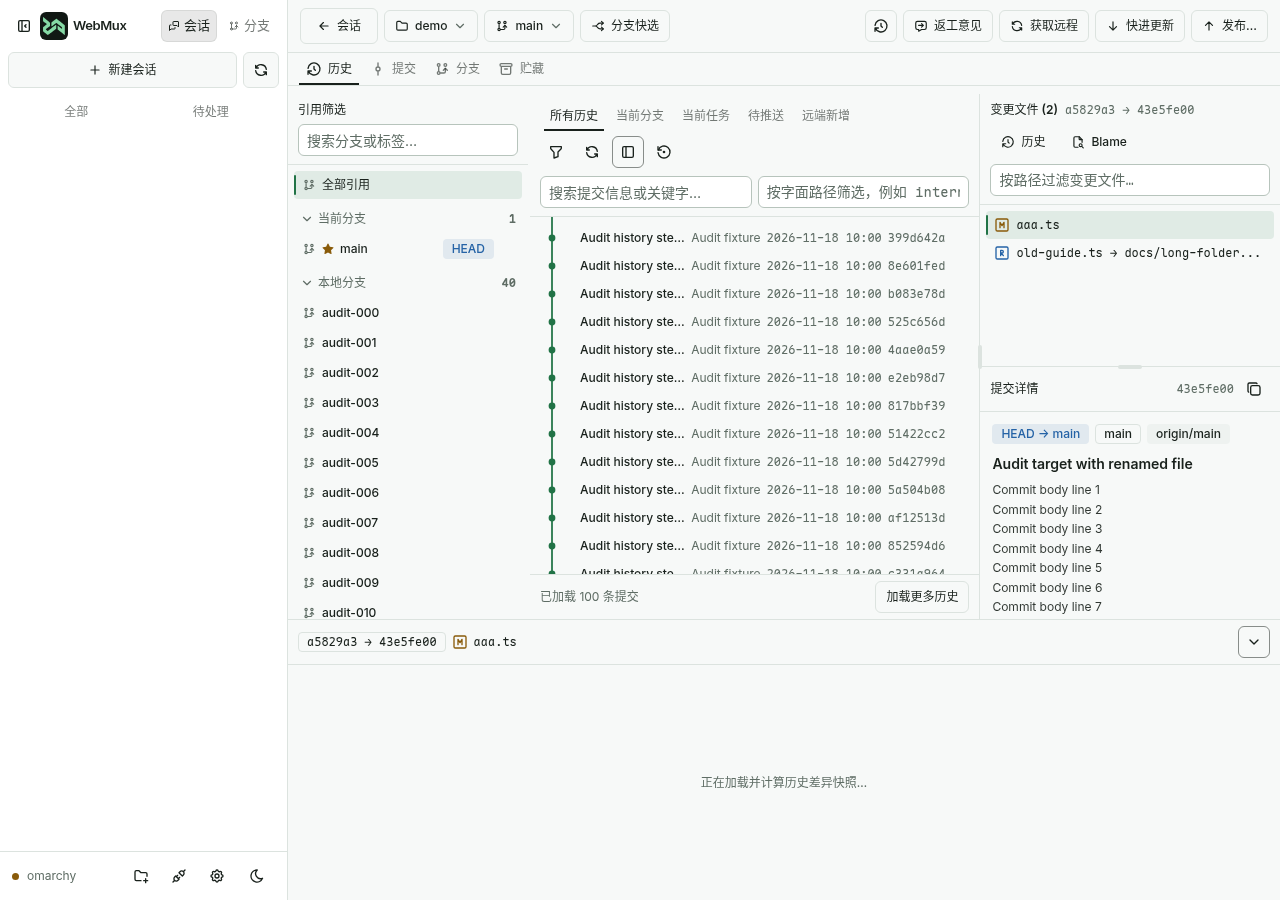 WebMux
会话
分支
新建会话
全部
待处理
omarchy
会话
demo
main
分支快选
返工意见
获取远程
快进更新
发布...
历史
提交
分支
贮藏
引用筛选
搜索分支或标签...
全部引用
当前分支 1
main HEAD
本地分支 40
audit-000
audit-001
audit-002
audit-003
audit-004
audit-005
audit-006
audit-007
audit-008
audit-009
audit-010
所有历史 当前分支 当前任务 待推送 远端新增
搜索提交信息或关键字...
按字面路径筛选，例如 intern
Audit history ste... Audit fixture 2026-11-18 10:00 399d642a
Audit history ste... Audit fixture 2026-11-18 10:00 8e601fed
Audit history ste... Audit fixture 2026-11-18 10:00 b083e78d
Audit history ste... Audit fixture 2026-11-18 10:00 525c656d
Audit history ste... Audit fixture 2026-11-18 10:00 4aae0a59
Audit history ste... Audit fixture 2026-11-18 10:00 e2eb98d7
Audit history ste... Audit fixture 2026-11-18 10:00 817bbf39
Audit history ste... Audit fixture 2026-11-18 10:00 51422cc2
Audit history ste... Audit fixture 2026-11-18 10:00 5d42799d
Audit history ste... Audit fixture 2026-11-18 10:00 5a504b08
Audit history ste... Audit fixture 2026-11-18 10:00 af12513d
Audit history ste... Audit fixture 2026-11-18 10:00 852594d6
已加载 100 条提交
加载更多历史
变更文件 (2) a5829a3 → 43e5fe00
历史
Blame
按路径过滤变更文件…
M aaa.ts
R old-guide.ts → docs/long-folder...
提交详情 43e5fe00
HEAD → main main origin/main
Audit target with renamed file
Commit body line 1
Commit body line 2
Commit body line 3
Commit body line 4
Commit body line 5
Commit body line 6
Commit body line 7
a5829a3 → 43e5fe00 M aaa.ts
正在加载并计算历史差异快照...